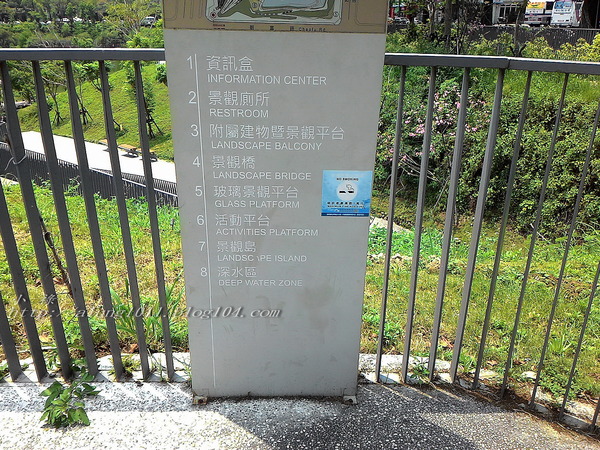 1 資訊盒
INFORMATION CENTER
2 景觀廁所
RESTROOM
3 附屬建物暨景觀平台
LANDSCAPE BALCONY
4 景觀橋
LANDSCAPE BRIDGE
5 玻璃景觀平台
GLASS PLATFORM
6 活動平台
ACTIVITIES PLATFORM
7 景觀島
LANDSCAPE ISLAND
8 深水區
DEEP WATER ZONE
NO SMOKING